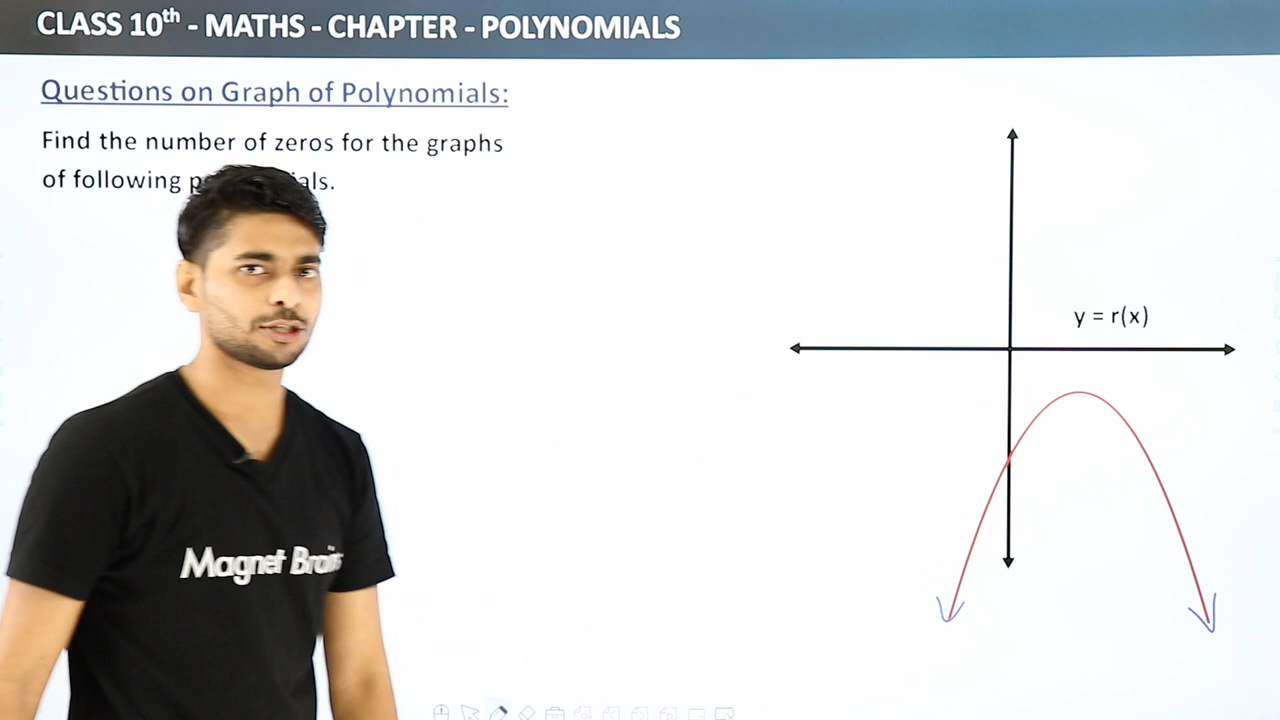 CLASS 10th - MATHS - CHAPTER - POLYNOMIALS
Questions on Graph of Polynomials:
Find the number of zeros for the graphs
of following
y = r(x)
Magnet Brains